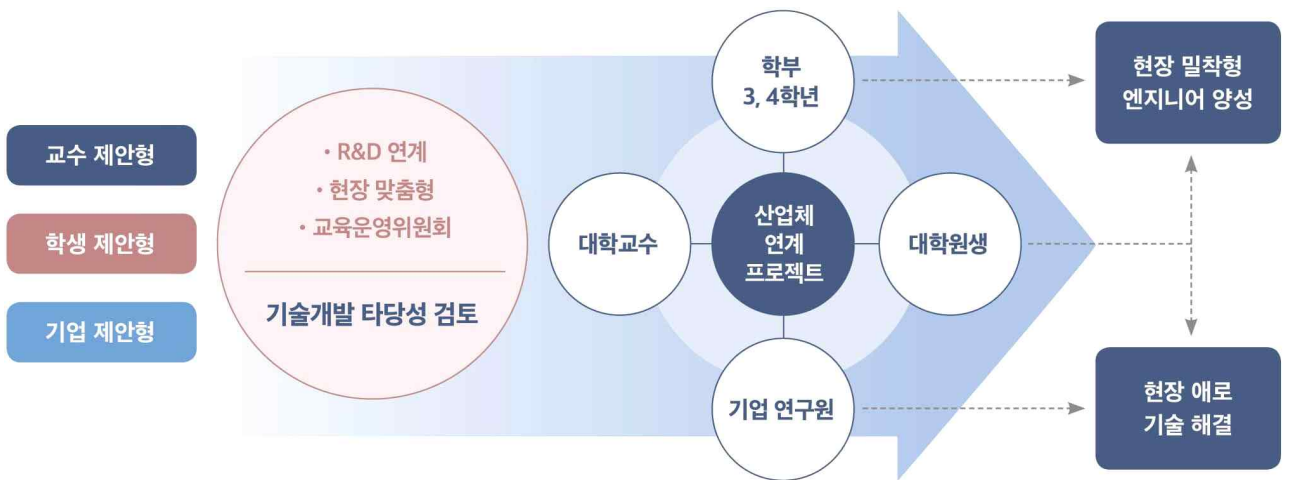 교수 제안형
학생 제안형
기업 제안형
· R&D 연계
· 현장 맞춤형
· 교육운영위원회
기술개발 타당성 검토
학부
3, 4학년
대학교수
산업체
연계
프로젝트
대학원생
기업 연구원
현장 밀착형
엔지니어 양성
현장 애로
기술 해결